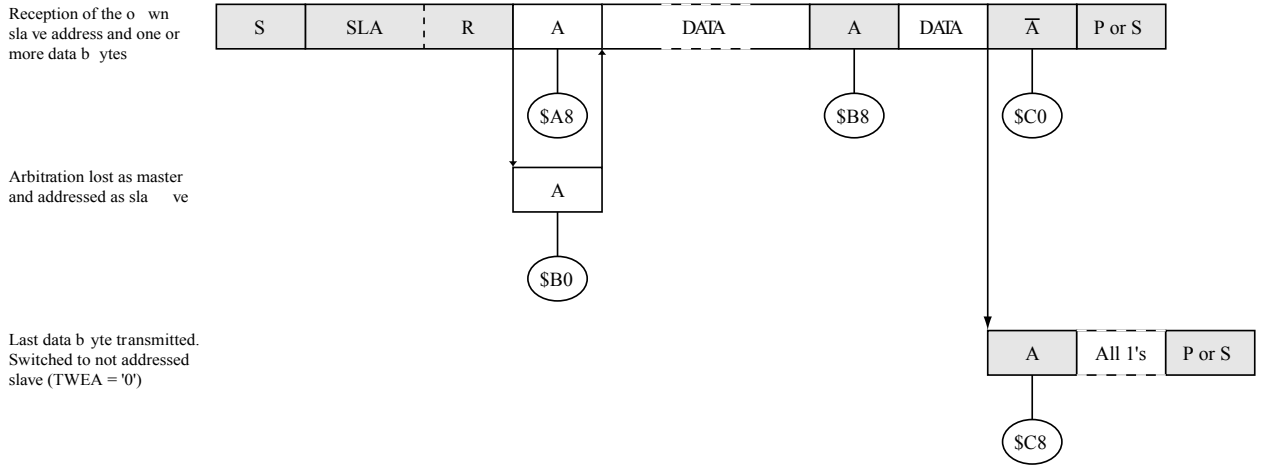 Reception of the o wn
sla ve address and one or
more data b ytes
S SLA R A DATA A DATA A̅ P or S
$A8 $B8 $C0
Arbitration lost as master
and addressed as sla ve
A
$B0
Last data b yte transmitted.
Switched to not addressed
slave (TWEA = '0')
A All 1's P or S
$C8